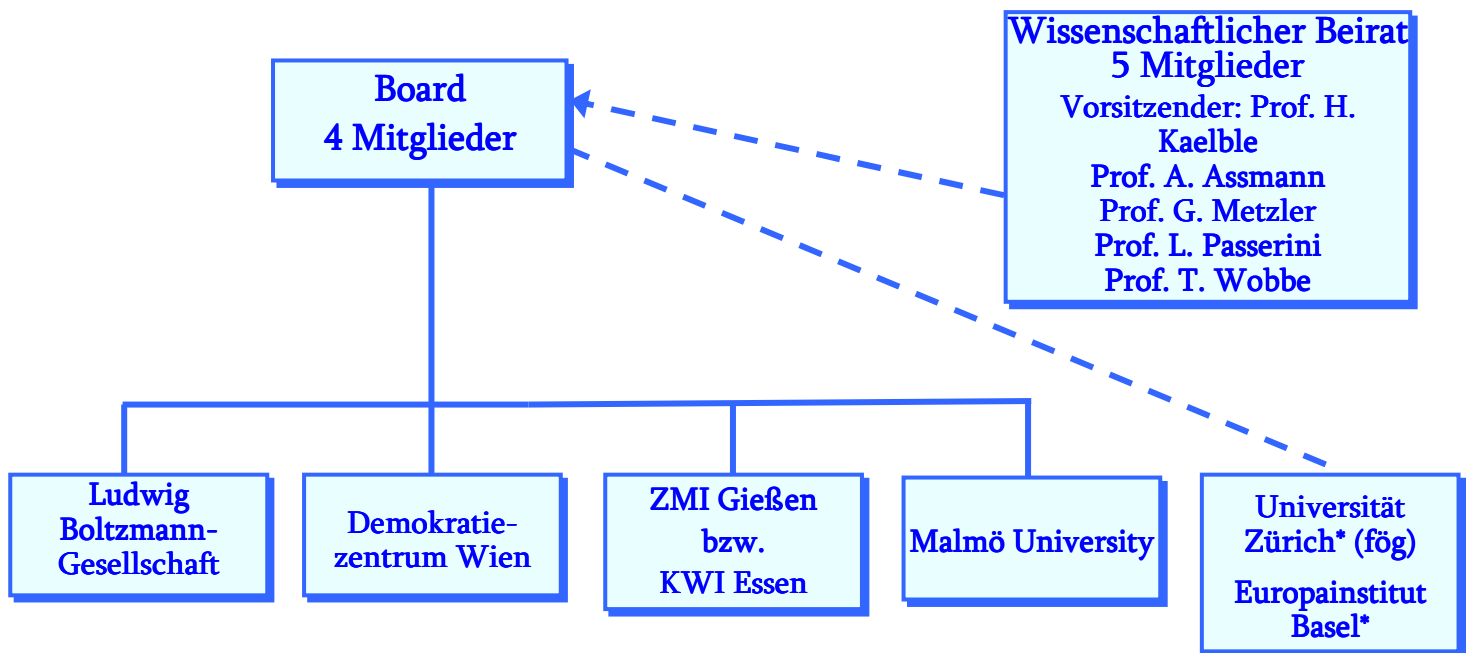 Board
4 Mitglieder
Wissenschaftlicher Beirat
5 Mitglieder
Vorsitzender: Prof. H.
Kaelble
Prof. A. Assmann
Prof. G. Metzler
Prof. L. Passerini
Prof. T. Wobbe
Ludwig
Boltzmann-
Gesellschaft
Demokratie-
zentrum Wien
ZMI Gießen
bzw.
KWI Essen
Malmö University
Universität
Zürich* (fög)
Europainstitut
Basel*